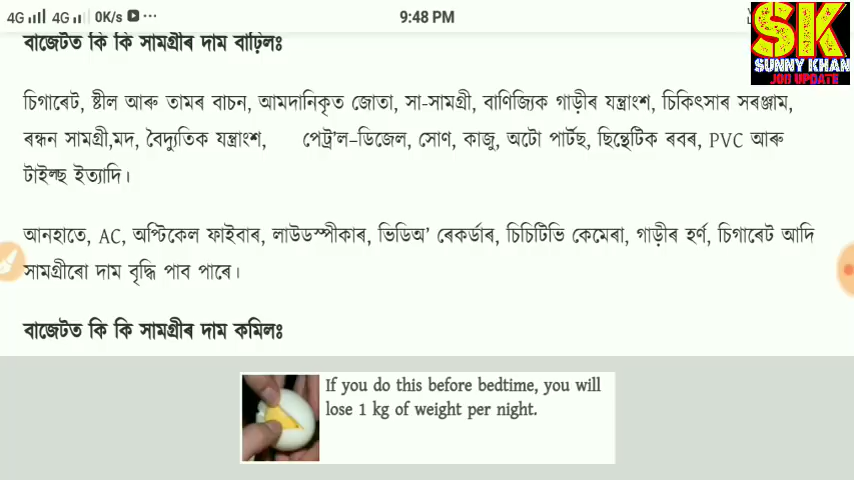 4G 4G 0K/s 9:48 PM
SK
SUNNY KHAN
JOB UPDATE
বাজেটত কি কি সামগ্ৰীৰ দাম বাঢ়িলঃ
চিগাৰেট, ষ্টীল আৰু তামৰ বাচন, আমদানিকৃত জোতা, সা-সামগ্ৰী, বাণিজ্যিক গাড়ীৰ যন্ত্ৰাংশ, চিকিৎসাৰ সৰঞ্জাম,
ৰন্ধন সামগ্ৰী,মদ, বৈদ্যুতিক যন্ত্ৰাংশ, পেট্ৰ'ল–ডিজেল, সোণ, কাজু, অটো পাৰ্টছ, ছিন্থেটিক ৰবৰ, PVC আৰু
টাইল্ছ ইত্যাদি।
আনহাতে, AC, অপ্টিকেল ফাইবাৰ, লাউডস্পীকাৰ, ভিডিঅ' ৰেকৰ্ডাৰ, চিচিটিভি কেমেৰা, গাড়ীৰ হৰ্ণ, চিগাৰেট আদি
সামগ্ৰীৰো দাম বৃদ্ধি পাব পাৰে।
বাজেটত কি কি সামগ্ৰীৰ দাম কমিলঃ
If you do this before bedtime, you will
lose 1 kg of weight per night.